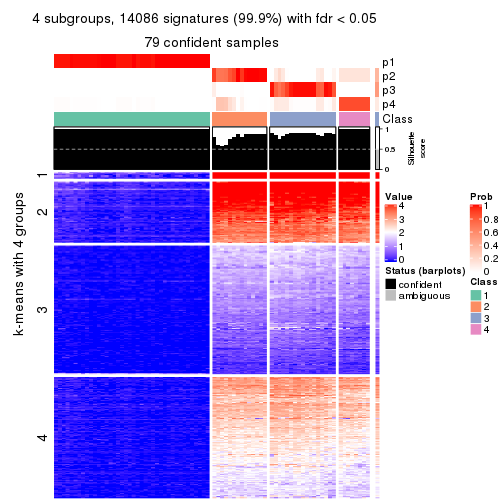 4 subgroups, 14086 signatures (99.9%) with fdr < 0.05
79 confident samples
p1
p2
p3
p4
Class
1
0.5
0
Silhouette
score
k-means with 4 groups
1
2
3
4
Value
4
3
2
1
0
Status (barplots)
confident
ambiguous
Prob
1
0.8
0.6
0.4
0.2
0
Class
1
2
3
4